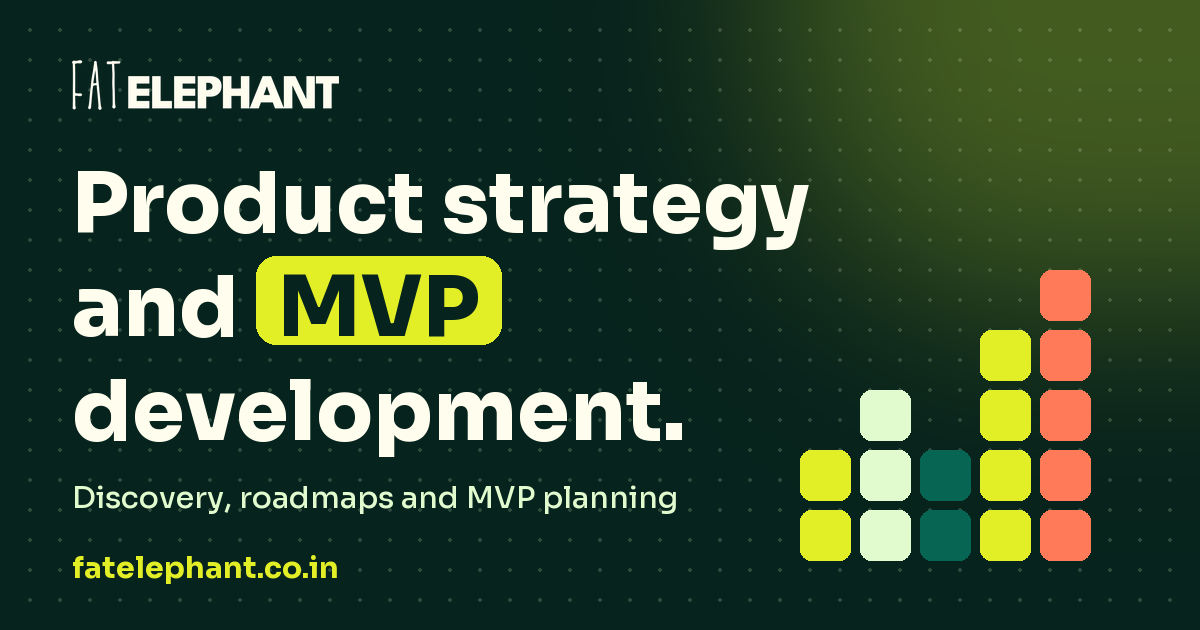 FAT ELEPHANT
Product strategy
and MVP
development.
Discovery, roadmaps and MVP planning
fatelephant.co.in